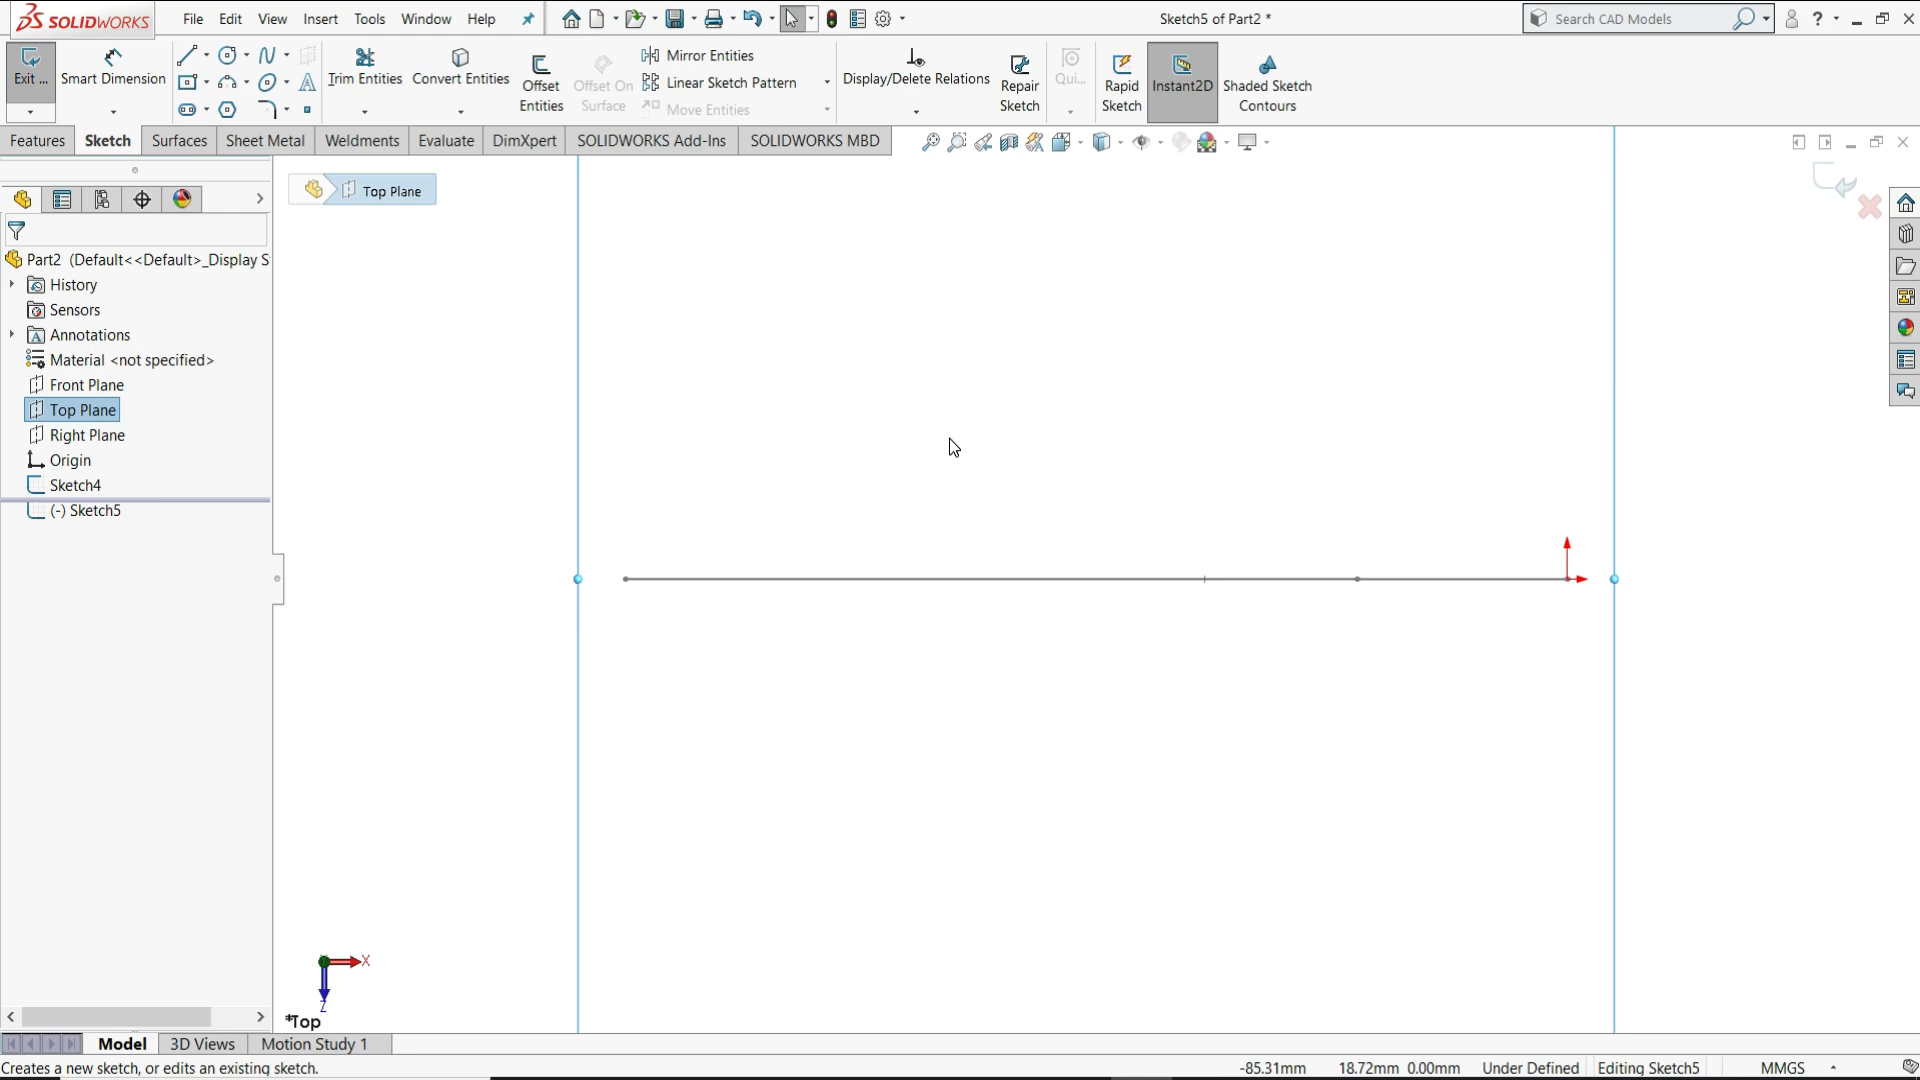 SOLIDWORKS File Edit View Insert Tools Window Help Sketch5 of Part2 * Search CAD Models ?
Exit ... Smart Dimension Trim Entities Convert Entities Offset Entities Offset On Surface Mirror Entities Linear Sketch Pattern Move Entities Display/Delete Relations Repair Sketch Qui... Rapid Sketch Instant2D Shaded Sketch Contours
Features Sketch Surfaces Sheet Metal Weldments Evaluate DimXpert SOLIDWORKS Add-Ins SOLIDWORKS MBD
Top Plane
Part2 (Default<<Default>_Display S
History
Sensors
Annotations
Material <not specified>
Front Plane
Top Plane
Right Plane
Origin
Sketch4
(-) Sketch5
X
Z
*Top
Model 3D Views Motion Study 1
Creates a new sketch, or edits an existing sketch. -85.31mm 18.72mm 0.00mm Under Defined Editing Sketch5 MMGS